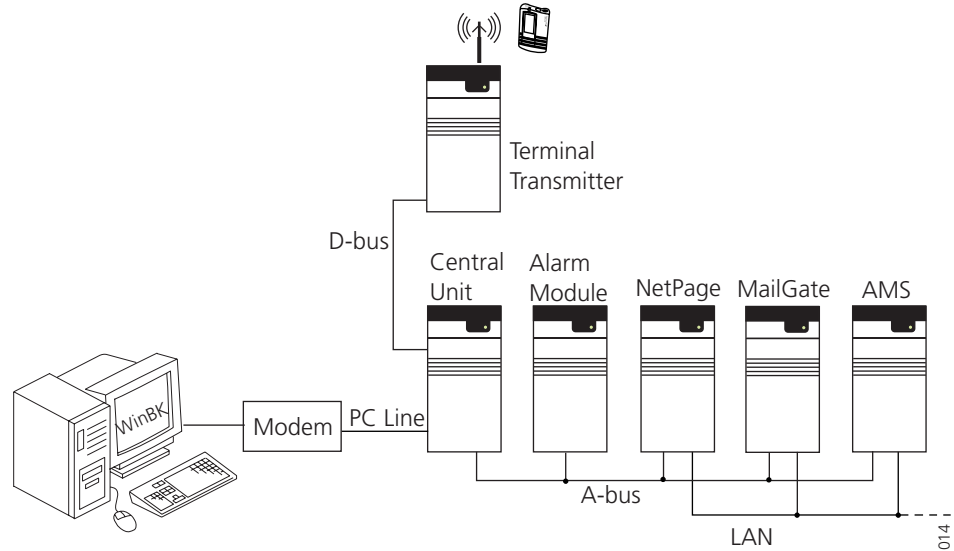 Terminal
Transmitter
D-bus
Central
Unit
Alarm
Module
NetPage
MailGate
AMS
WinBK
Modem
PC Line
A-bus
LAN
014